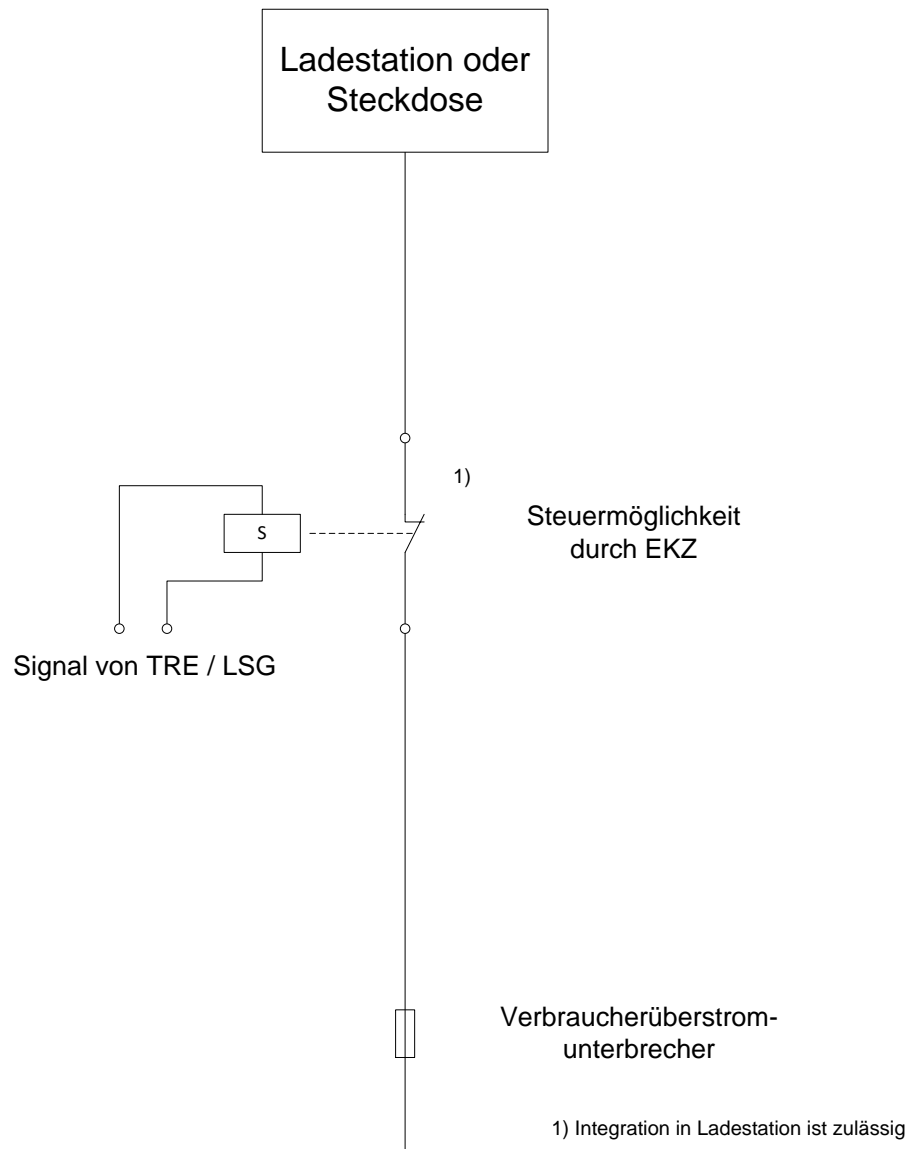 Ladestation oder
Steckdose
1)
Steuermöglichkeit
durch EKZ
S
Signal von TRE / LSG
Verbraucherüberstrom-
unterbrecher
1) Integration in Ladestation ist zulässig